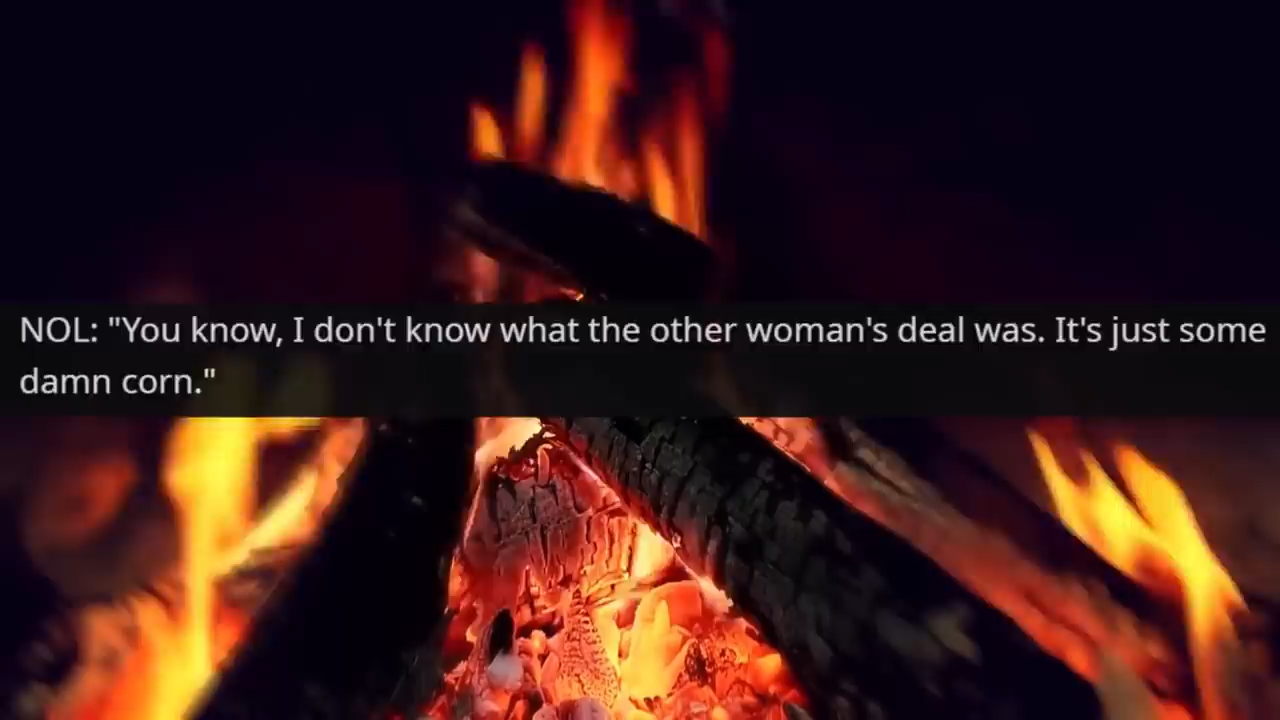 NOL: "You know, I don't know what the other woman's deal was. It's just some
damn corn."